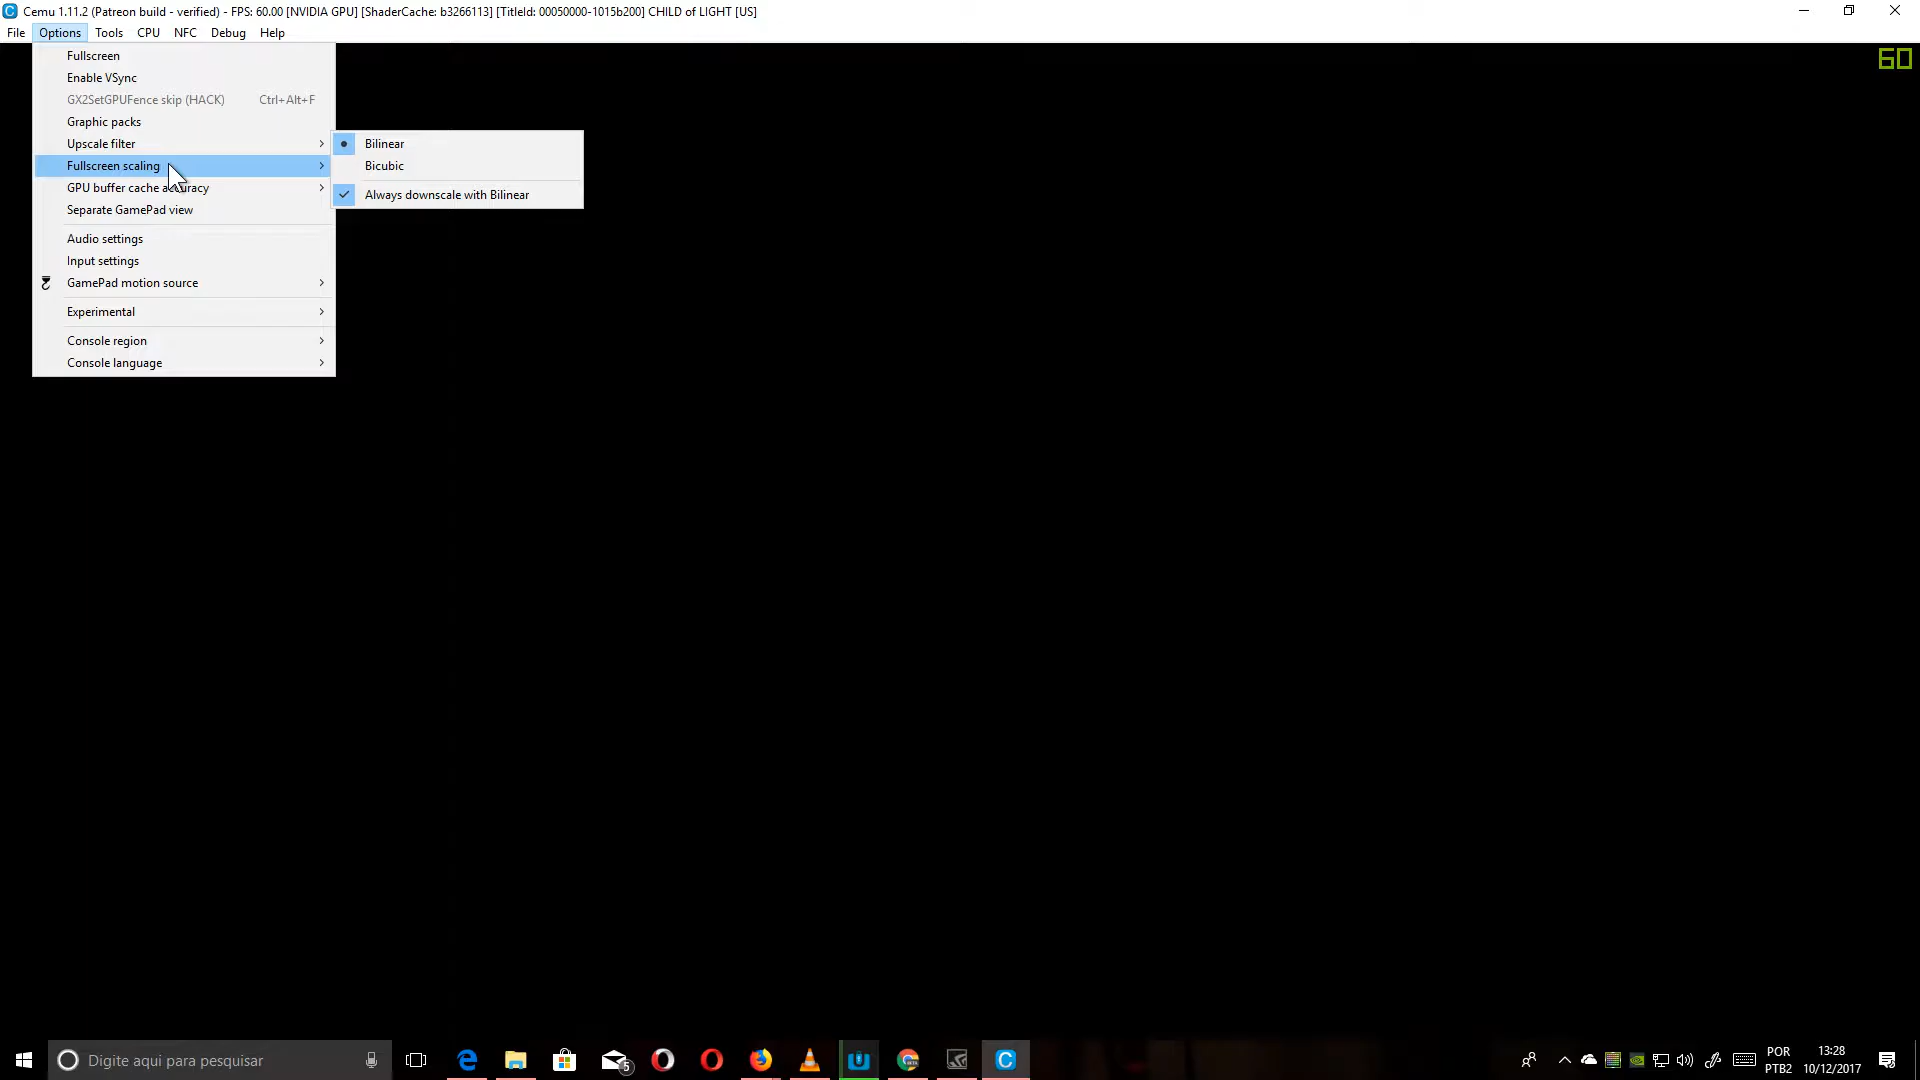 Cemu 1.11.2 (Patreon build - verified) - FPS: 60.00 [NVIDIA GPU] [ShaderCache: b3266113] [TitleId: 00050000-1015b200] CHILD of LIGHT [US]
File Options Tools CPU NFC Debug Help
60
Fullscreen
Enable VSync
GX2SetGPUFence skip (HACK) Ctrl+Alt+F
Graphic packs
Upscale filter
Fullscreen scaling
GPU buffer cache accuracy
Separate GamePad view
Audio settings
Input settings
GamePad motion source
Experimental
Console region
Console language
Bilinear
Bicubic
Always downscale with Bilinear
Digite aqui para pesquisar
5
POR
PTB2
13:28
10/12/2017